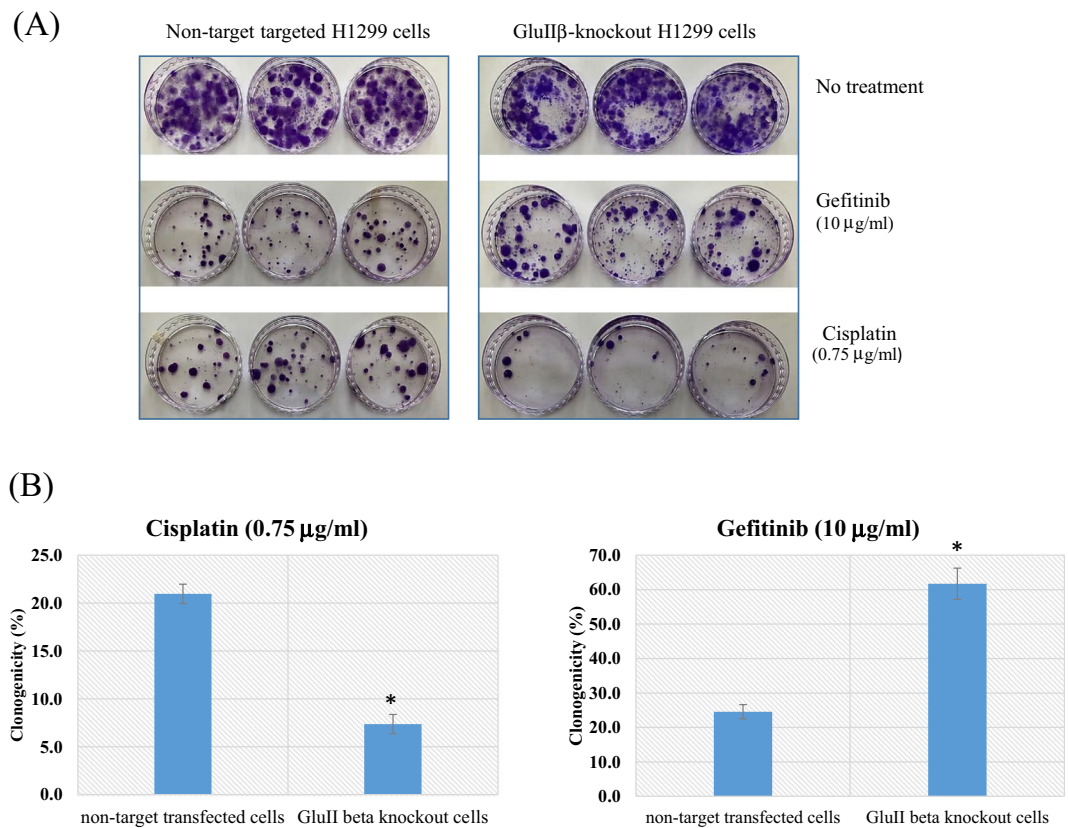 (A)
Non-target targeted H1299 cells
GluIIβ-knockout H1299 cells
No treatment
Gefitinib
(10 μg/ml)
Cisplatin
(0.75 μg/ml)
(B)
Cisplatin (0.75 μg/ml)
25.0
20.0
15.0
10.0
5.0
0.0
Clonogenicity (%)
*
non-target transfected cells
GluII beta knockout cells
Gefitinib (10 μg/ml)
70.0
60.0
50.0
40.0
30.0
20.0
10.0
0.0
Clonogenicity (%)
*
non-target transfected cells
GluII beta knockout cells